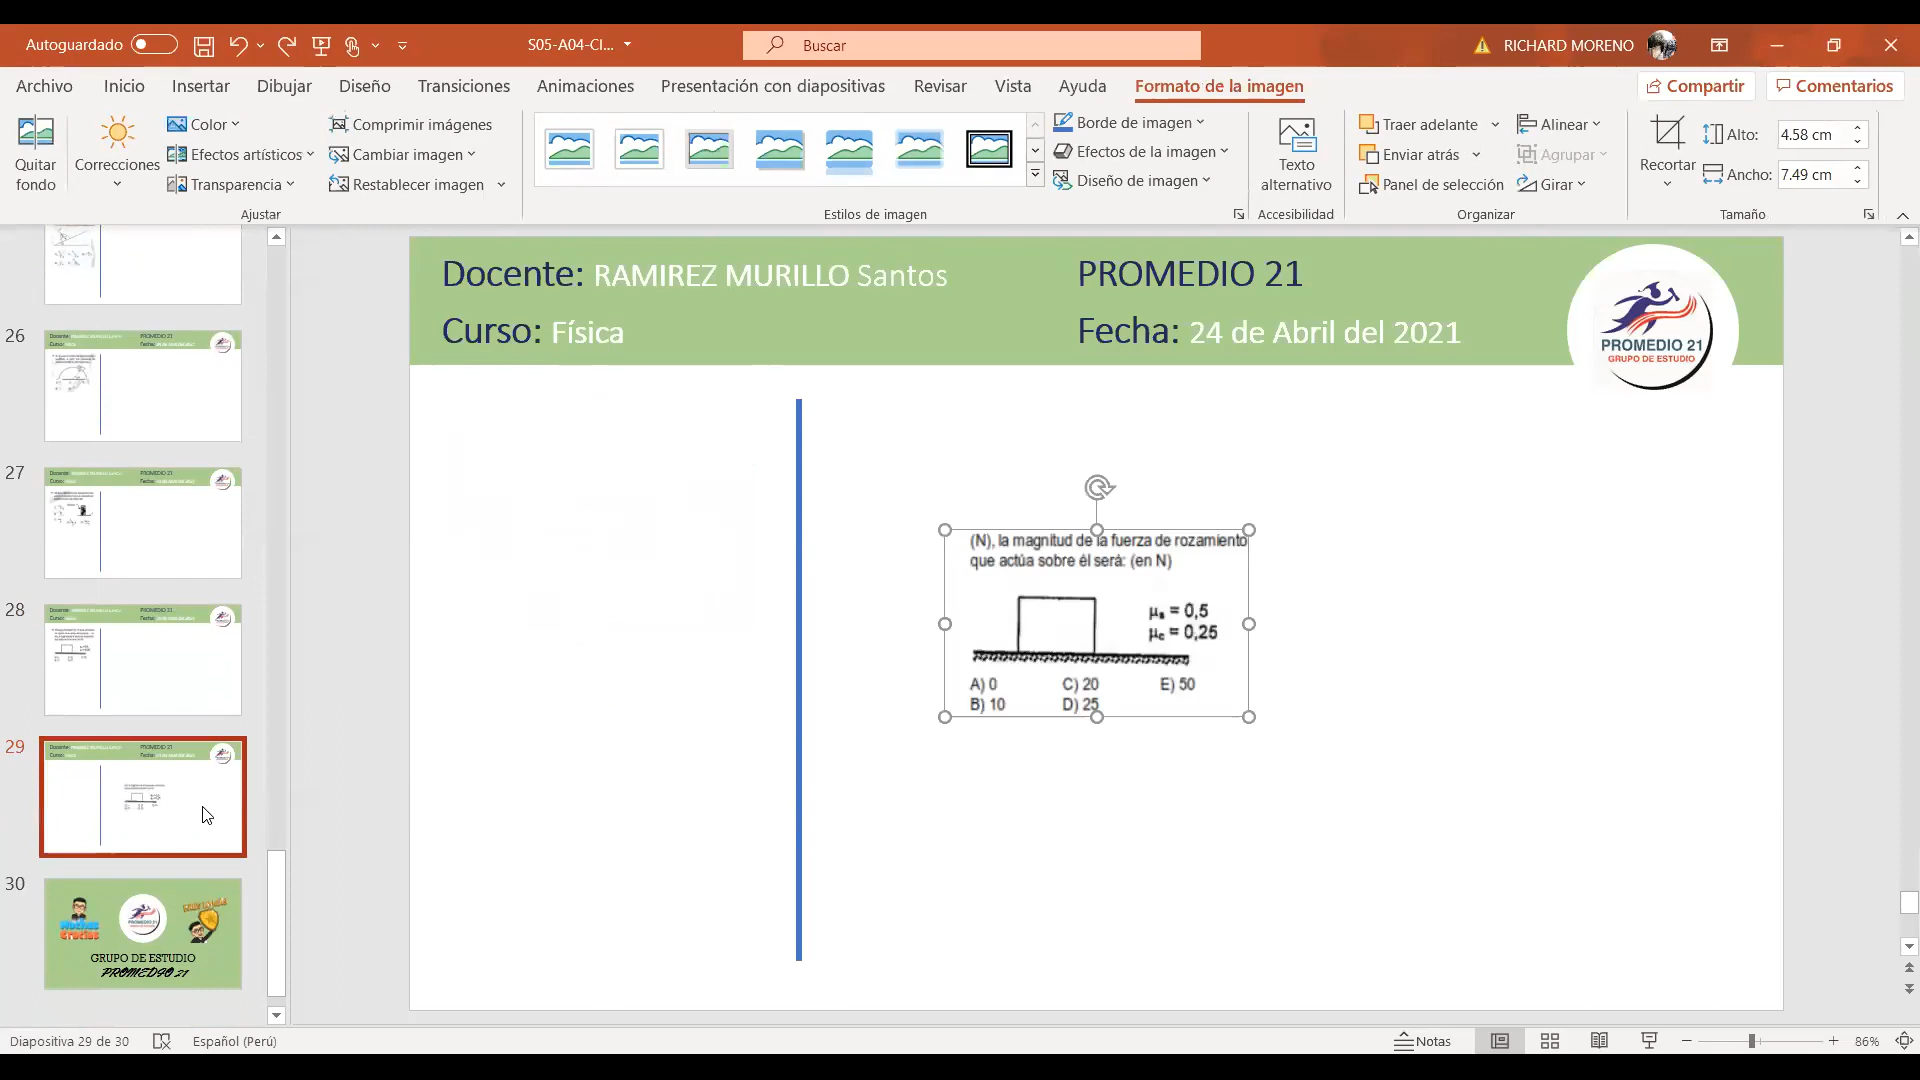 Autoguardado
S05-A04-Cl...
Buscar
RICHARD MORENO
Archivo
Inicio
Insertar
Dibujar
Diseño
Transiciones
Animaciones
Presentación con diapositivas
Revisar
Vista
Ayuda
Formato de la imagen
Compartir
Comentarios
Quitar
fondo
Correcciones
Color
Efectos artísticos
Transparencia
Comprimir imágenes
Cambiar imagen
Restablecer imagen
Ajustar
Estilos de imagen
Borde de imagen
Efectos de la imagen
Diseño de imagen
Texto
alternativo
Accesibilidad
Traer adelante
Enviar atrás
Panel de selección
Alinear
Agrupar
Girar
Organizar
Recortar
Alto: 4.58 cm
Ancho: 7.49 cm
Tamaño
26
27
28
29
30
GRUPO DE ESTUDIO
PROMEDIO 21
Docente: RAMIREZ MURILLO Santos
PROMEDIO 21
Curso: Física
Fecha: 24 de Abril del 2021
PROMEDIO 21
GRUPO DE ESTUDIO
(N), la magnitud de la fuerza de rozamiento
que actúa sobre él será: (en N)
μs = 0,5
μc = 0,25
A) 0 C) 20 E) 50
B) 10 D) 25
Diapositiva 29 de 30
Español (Perú)
Notas
86%